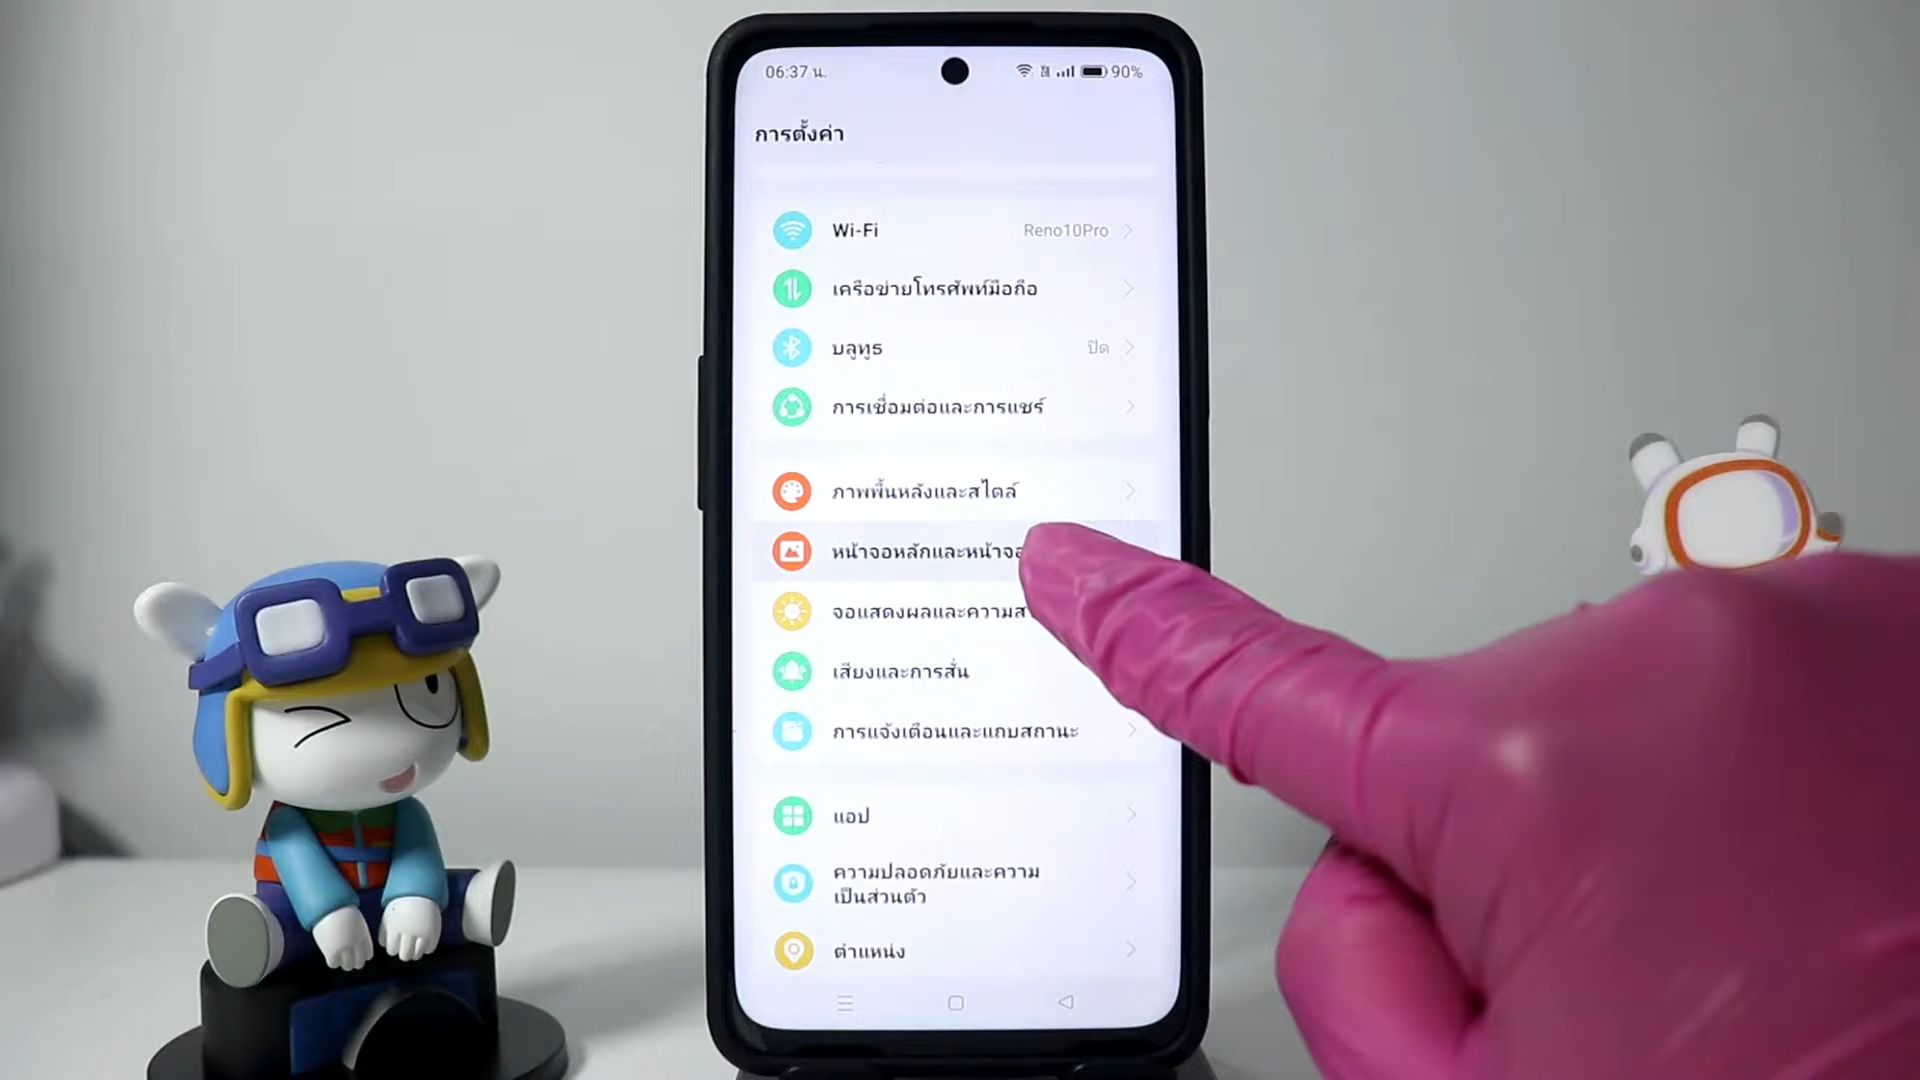 06:37 น. 90%
การตั้งค่า
Wi-Fi Reno10Pro
เครือข่ายโทรศัพท์มือถือ
บลูทูธ ปิด
การเชื่อมต่อและการแชร์
ภาพพื้นหลังและสไตล์
หน้าจอหลักและหน้าจอ
จอแสดงผลและความส
เสียงและการสั่น
การแจ้งเตือนและแถบสถานะ
แอป
ความปลอดภัยและความ
เป็นส่วนตัว
ตำแหน่ง